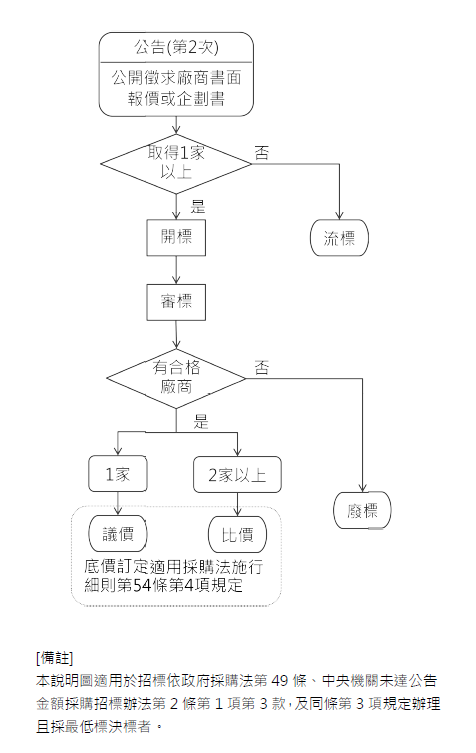 公告(第2次)
公開徵求廠商書面
報價或企劃書
取得1家
以上
否
是
開標
流標
審標
有合格
廠商
否
是
1家
2家以上
廢標
議價
比價
底價訂定適用採購法施行
細則第54條第4項規定
[備註]
本說明圖適用於招標依政府採購法第 49 條、中央機關未達公告
金額採購招標辦法第 2 條第 1 項第 3 款，及同條第 3 項規定辦理
且採最低標決標者。